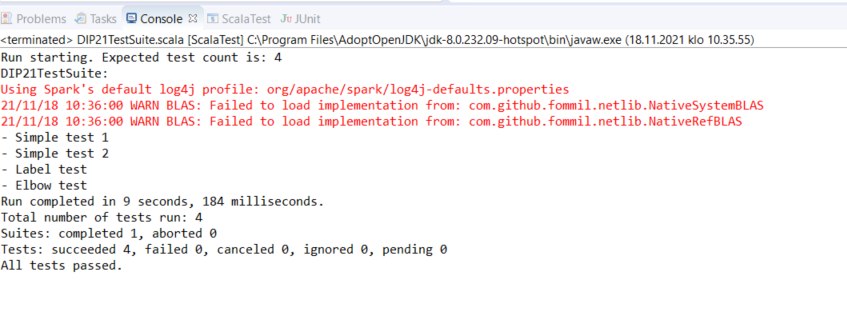 Problems Tasks Console ScalaTest JUnit
<terminated> DIP21TestSuite.scala [ScalaTest] C:\Program Files\AdoptOpenJDK\jdk-8.0.232.09-hotspot\bin\javaw.exe (18.11.2021 klo 10.35.55)
Run starting. Expected test count is: 4
DIP21TestSuite:
Using Spark's default log4j profile: org/apache/spark/log4j-defaults.properties
21/11/18 10:36:00 WARN BLAS: Failed to load implementation from: com.github.fommil.netlib.NativeSystemBLAS
21/11/18 10:36:00 WARN BLAS: Failed to load implementation from: com.github.fommil.netlib.NativeRefBLAS
- Simple test 1
- Simple test 2
- Label test
- Elbow test
Run completed in 9 seconds, 184 milliseconds.
Total number of tests run: 4
Suites: completed 1, aborted 0
Tests: succeeded 4, failed 0, canceled 0, ignored 0, pending 0
All tests passed.